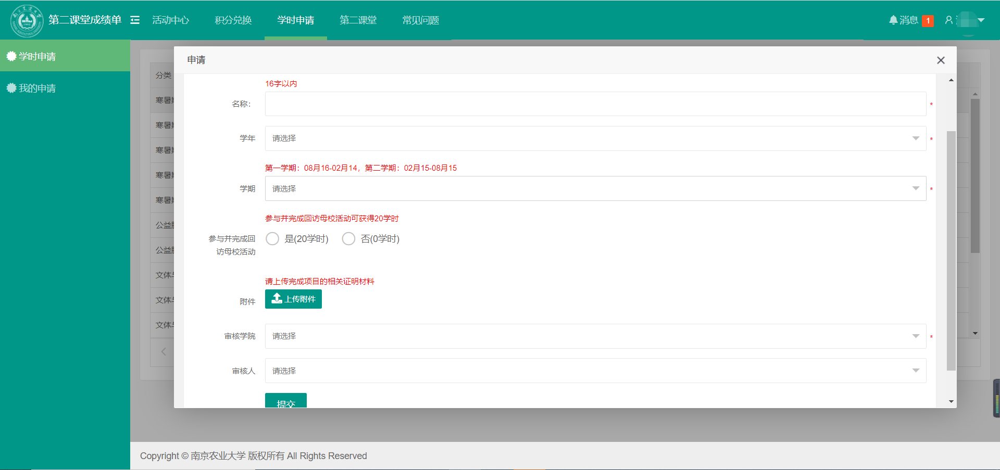 第二课堂成绩单
活动中心
积分兑换
学时申请
第二课堂
常见问题
消息 1
学时申请
我的申请
分类
寒暑
寒暑
寒暑
寒暑
寒暑
公益
公益
文体
文体
文体
申请
16字以内
名称：
*
学年
请选择
*
第一学期：08月16-02月14，第二学期：02月15-08月15
学期
请选择
*
参与并完成回访母校活动可获得20学时
参与并完成回
访母校活动
是(20学时)
否(0学时)
请上传完成项目的相关证明材料
附件
上传附件
审核学院
请选择
*
审核人
请选择
提交
Copyright © 南京农业大学 版权所有 All Rights Reserved